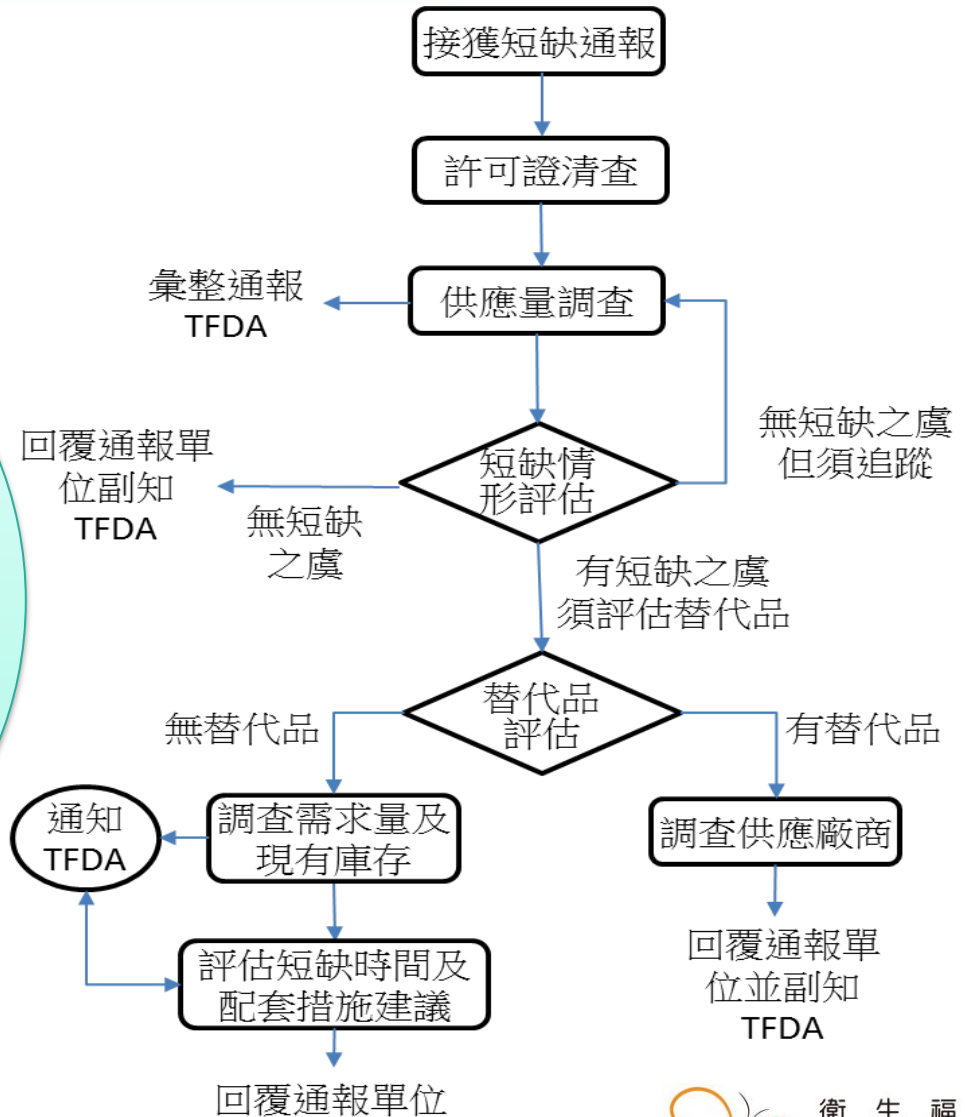 接獲短缺通報
許可證清查
供應量調查
彙整通報
TFDA
短缺情
形評估
無短缺之虞
但須追蹤
回覆通報單
位副知
TFDA
無短缺
之虞
有短缺之虞
須評估替代品
替代品
評估
無替代品
有替代品
通知
TFDA
調查需求量及
現有庫存
調查供應廠商
評估短缺時間及
配套措施建議
回覆通報單
位並副知
TFDA
回覆通報單位
衛生福